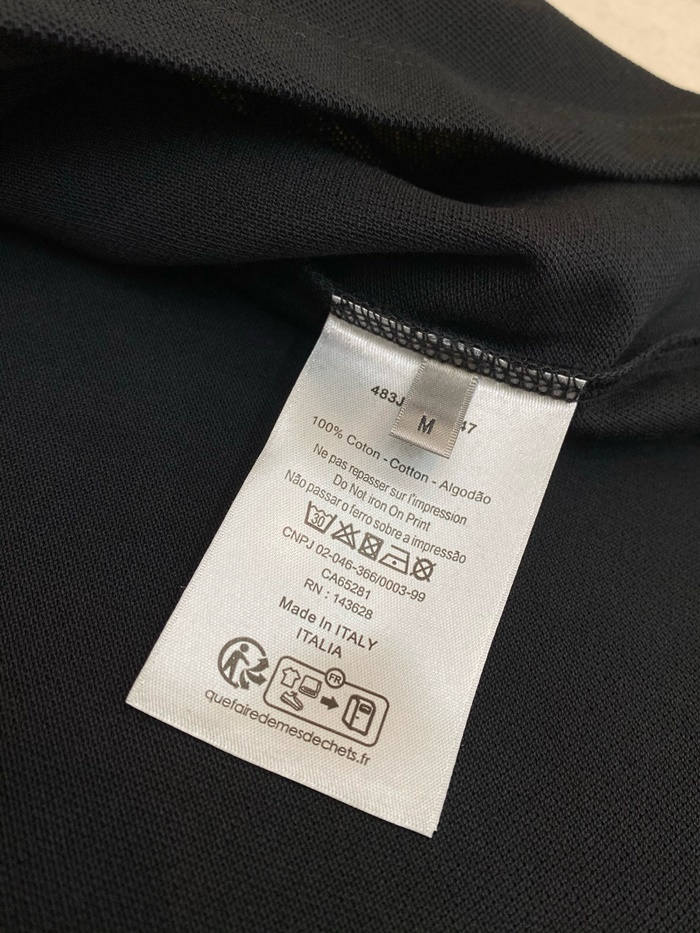 483J 47
M
100% Coton - Cotton - Algodão
Ne pas repasser sur l'impression
Do Not Iron On Print
Não passar o ferro sobre a impressão
30
CNPJ 02-046-366/0003-99
CA65281
RN : 143628
Made in ITALY
ITALIA
FR
quefairedemesdechets.fr